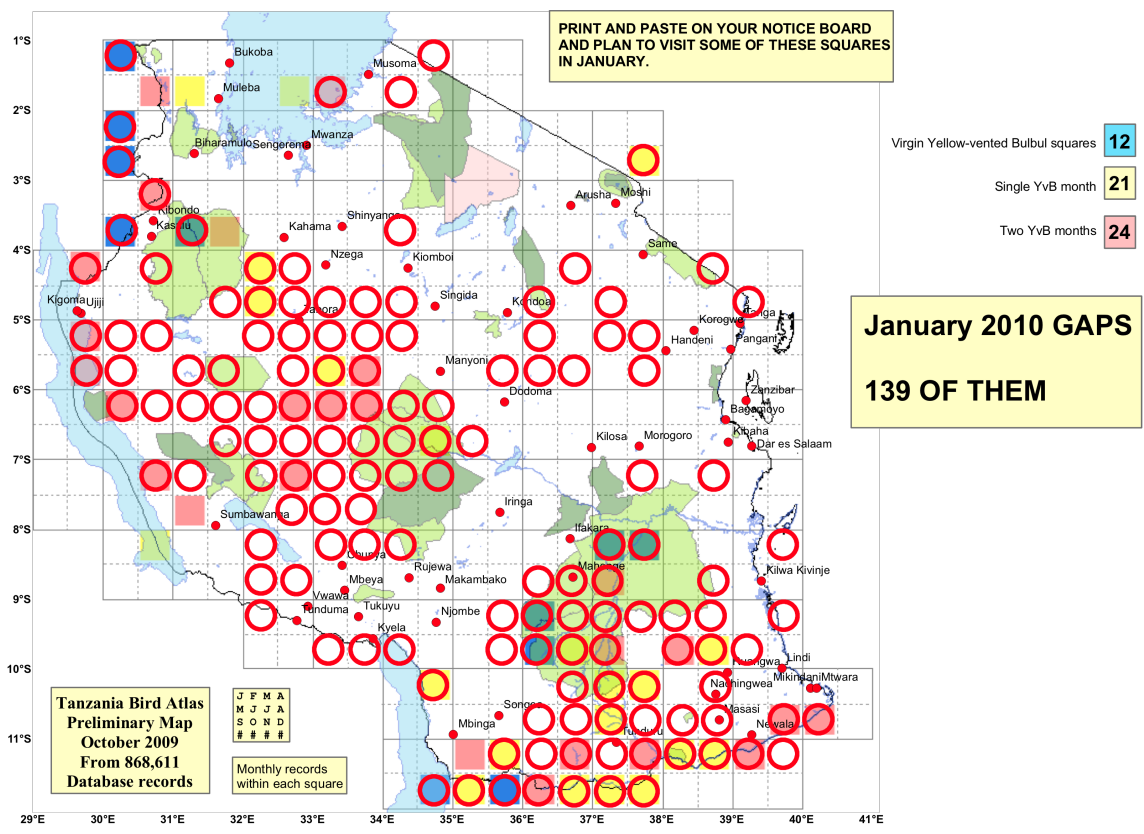 PRINT AND PASTE ON YOUR NOTICE BOARD
AND PLAN TO VISIT SOME OF THESE SQUARES
IN JANUARY.
Virgin Yellow-vented Bulbul squares 12
Single YvB month 21
Two YvB months 24
January 2010 GAPS
139 OF THEM
1°S
2°S
3°S
4°S
5°S
6°S
7°S
8°S
9°S
10°S
11°S
Bukoba
Musoma
Muleba
Mwanza
Biharamulo
Sengerema
Arusha
Moshi
Kibondo
Kasulu
Shinyanga
Kahama
Same
Nzega
Kiomboi
Kigoma
Ujiji
Tabora
Singida
Kondoa
Tanga
Korogwe
Pangani
Handeni
Manyoni
Dodoma
Zanzibar
Bagamoyo
Kibaha
Kilosa
Morogoro
Dar es Salaam
Iringa
Sumbawanga
Ifakara
Chunya
Rujewa
Mbeya
Makambako
Mahenge
Kilwa Kivinje
Vwawa
Tunduma
Tukuyu
Njombe
Kyela
Ruangwa
Lindi
Mikindani
Mtwara
Nachingwea
Songea
Masasi
Mbinga
Newala
Tunduru
Tanzania Bird Atlas
Preliminary Map
October 2009
From 868,611
Database records
J F M A
M J J A
S O N D
# # # #
Monthly records
within each square
29°E 30°E 31°E 32°E 33°E 34°E 35°E 36°E 37°E 38°E 39°E 40°E 41°E